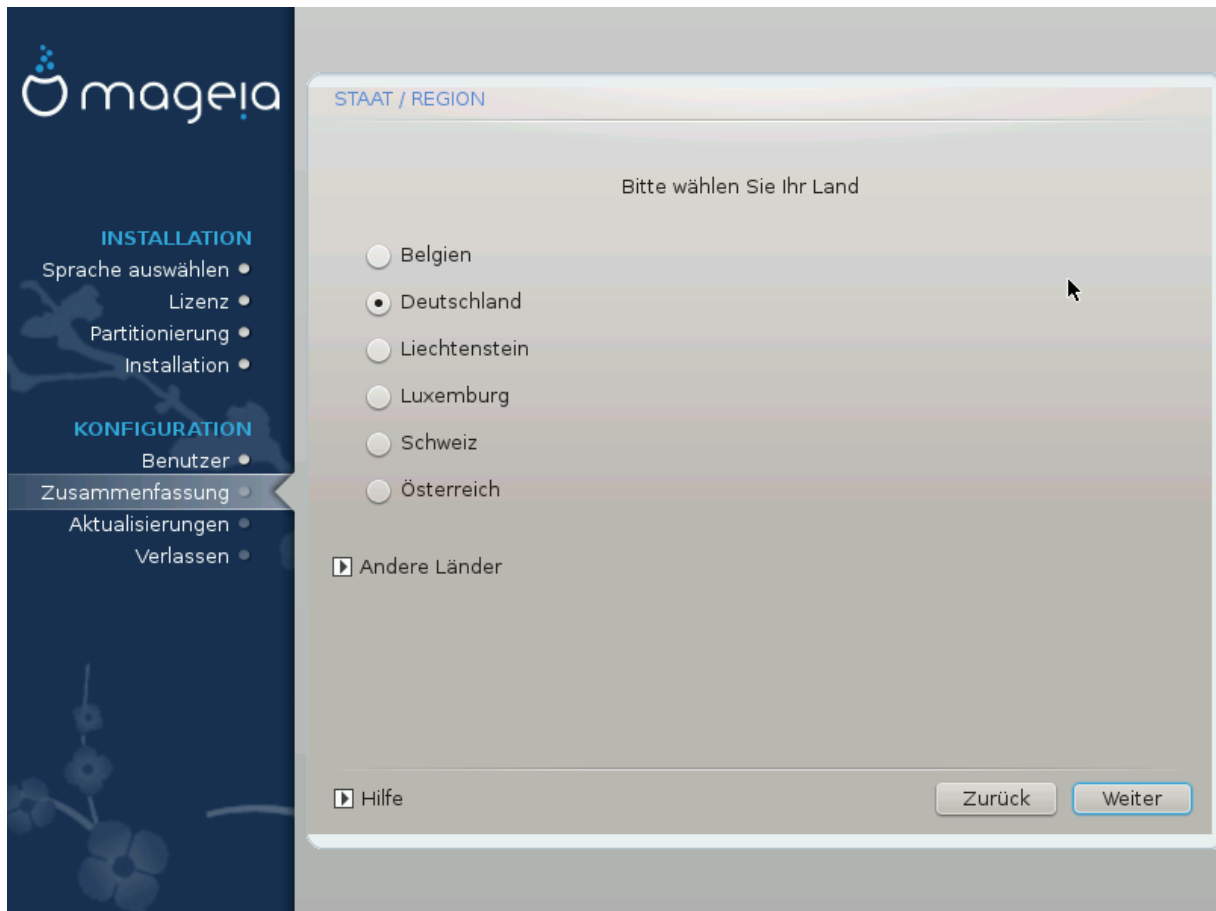 mageia
INSTALLATION
Sprache auswählen
Lizenz
Partitionierung
Installation
KONFIGURATION
Benutzer
Zusammenfassung
Aktualisierungen
Verlassen
STAAT / REGION
Bitte wählen Sie Ihr Land
Belgien
Deutschland
Liechtenstein
Luxemburg
Schweiz
Österreich
Andere Länder
Hilfe
Zurück
Weiter